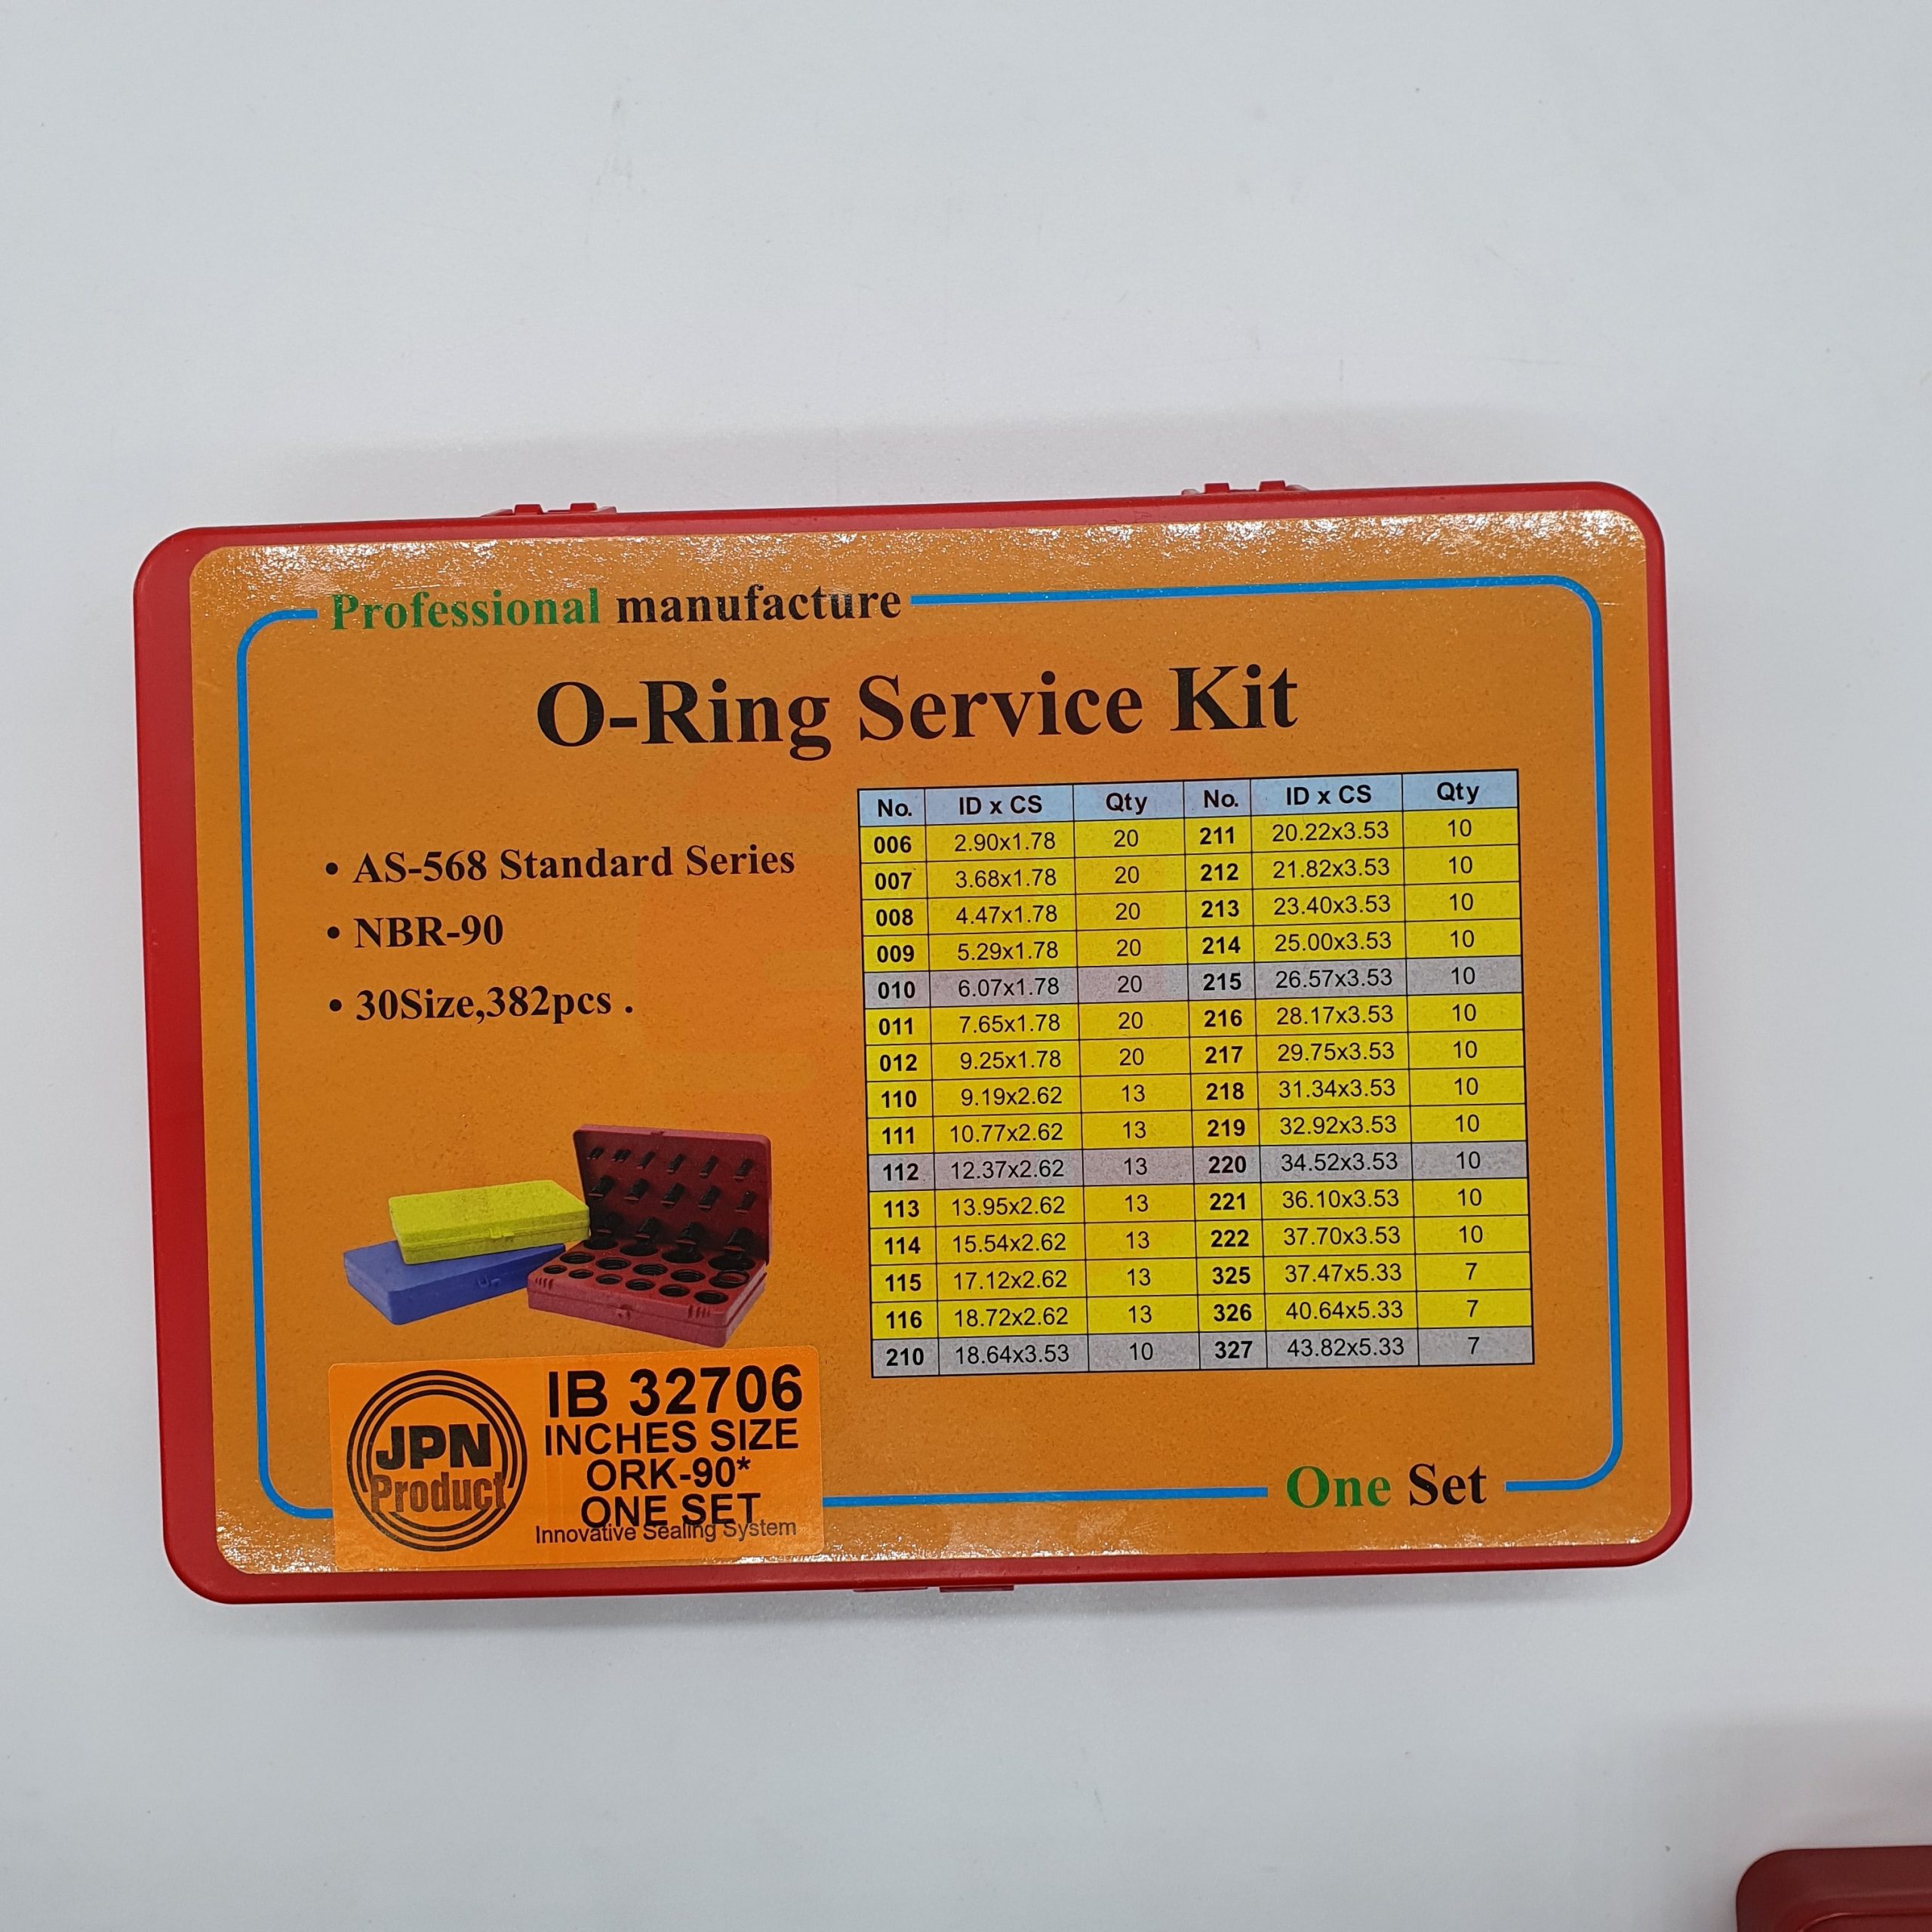 Professional manufacture
O-Ring Service Kit
• AS-568 Standard Series
• NBR-90
• 30Size,382pcs .
No. ID x CS Qty No. ID x CS Qty
006 2.90x1.78 20 211 20.22x3.53 10
007 3.68x1.78 20 212 21.82x3.53 10
008 4.47x1.78 20 213 23.40x3.53 10
009 5.29x1.78 20 214 25.00x3.53 10
010 6.07x1.78 20 215 26.57x3.53 10
011 7.65x1.78 20 216 28.17x3.53 10
012 9.25x1.78 20 217 29.75x3.53 10
110 9.19x2.62 13 218 31.34x3.53 10
111 10.77x2.62 13 219 32.92x3.53 10
112 12.37x2.62 13 220 34.52x3.53 10
113 13.95x2.62 13 221 36.10x3.53 10
114 15.54x2.62 13 222 37.70x3.53 10
115 17.12x2.62 13 325 37.47x5.33 7
116 18.72x2.62 13 326 40.64x5.33 7
210 18.64x3.53 10 327 43.82x5.33 7
JPN
Product
IB 32706
INCHES SIZE
ORK-90*
ONE SET
Innovative Sealing System
One Set